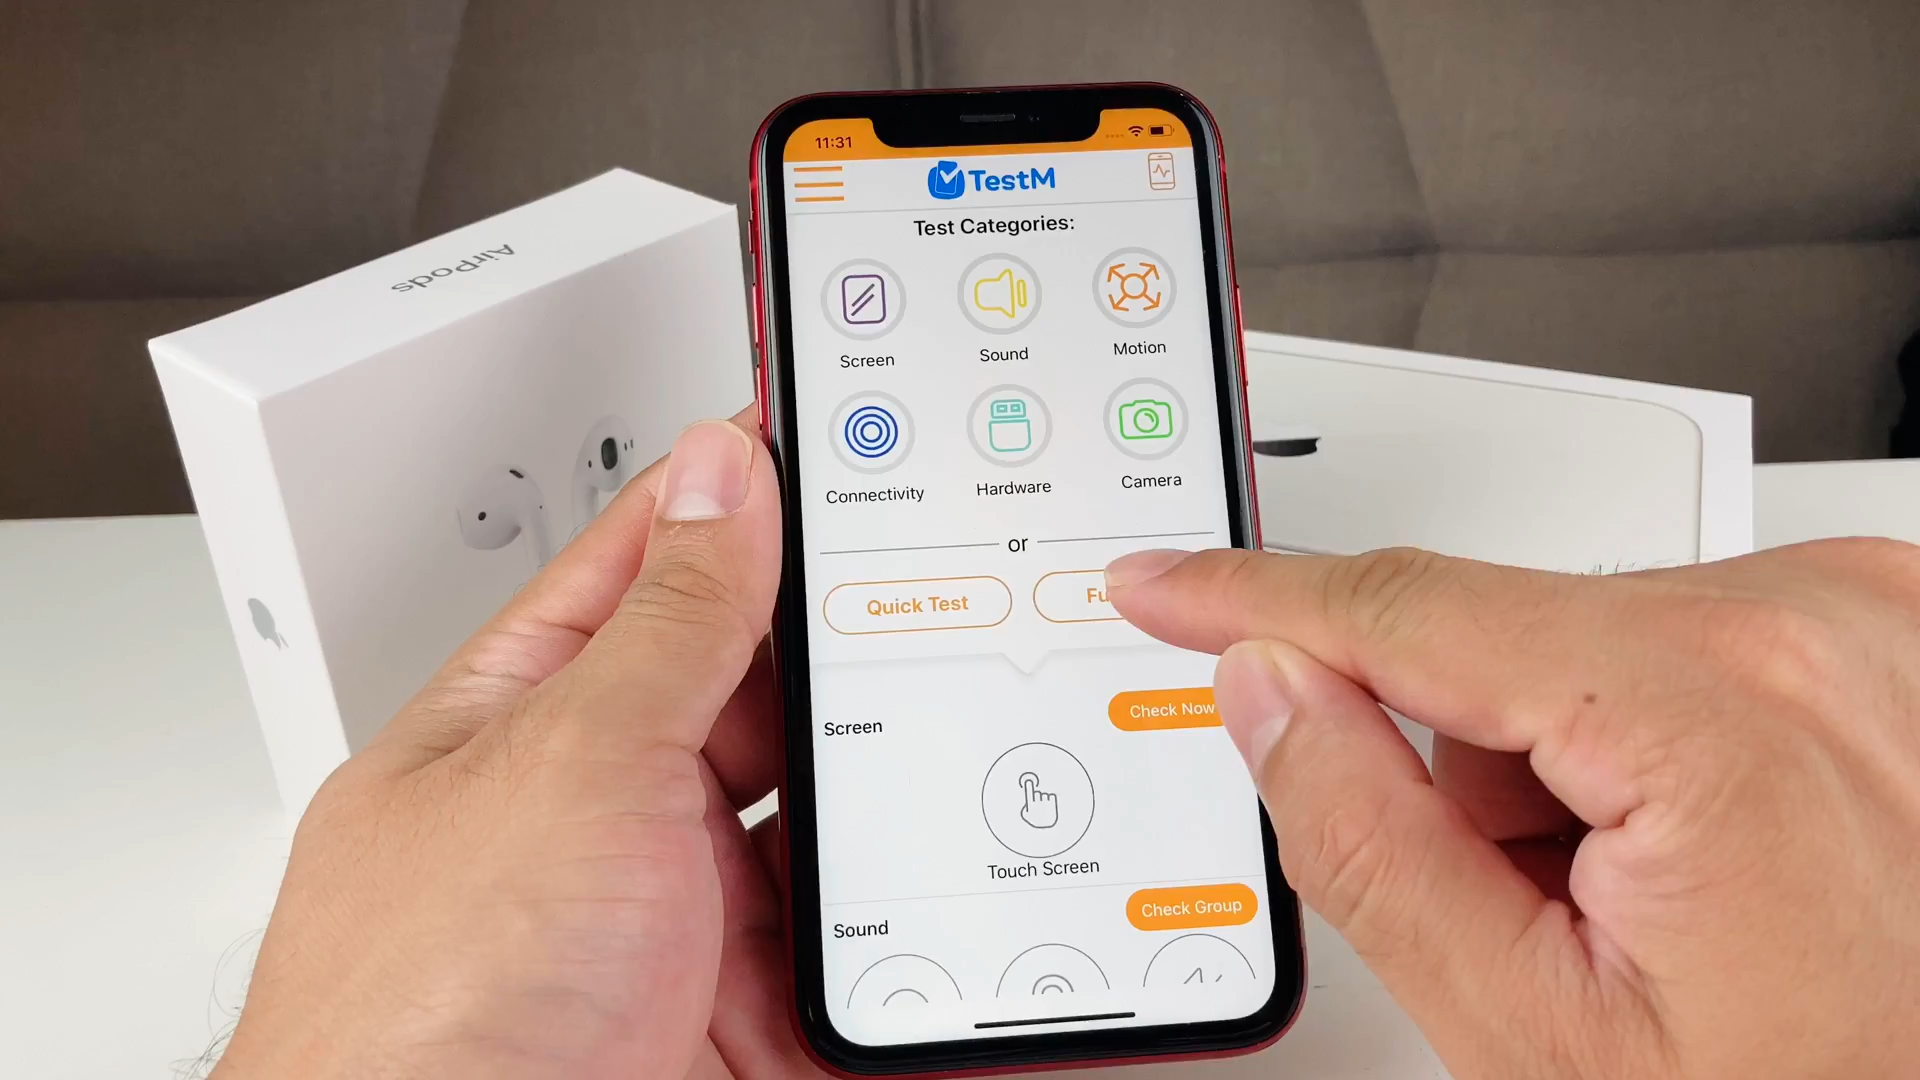 11:31
TestM
Test Categories:
Screen
Sound
Motion
Connectivity
Hardware
Camera
or
Quick Test
Fu
Screen
Check Now
Touch Screen
Sound
Check Group
AirPods